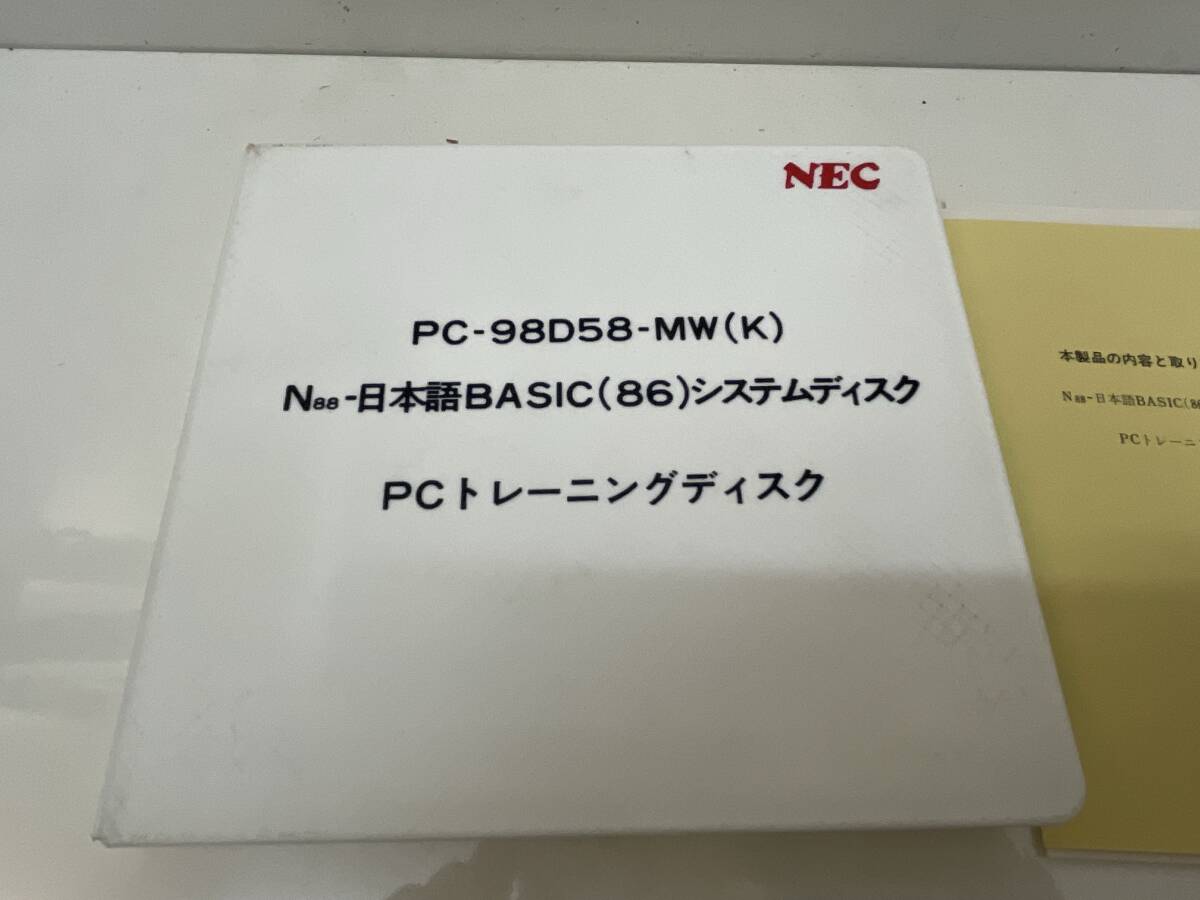 NEC
PC-98D58-MW(K)
N88-日本語BASIC(86)システムディスク
PCトレーニングディスク
本製品の内容と取り
N88-日本語BASIC(86
PCトレーニ